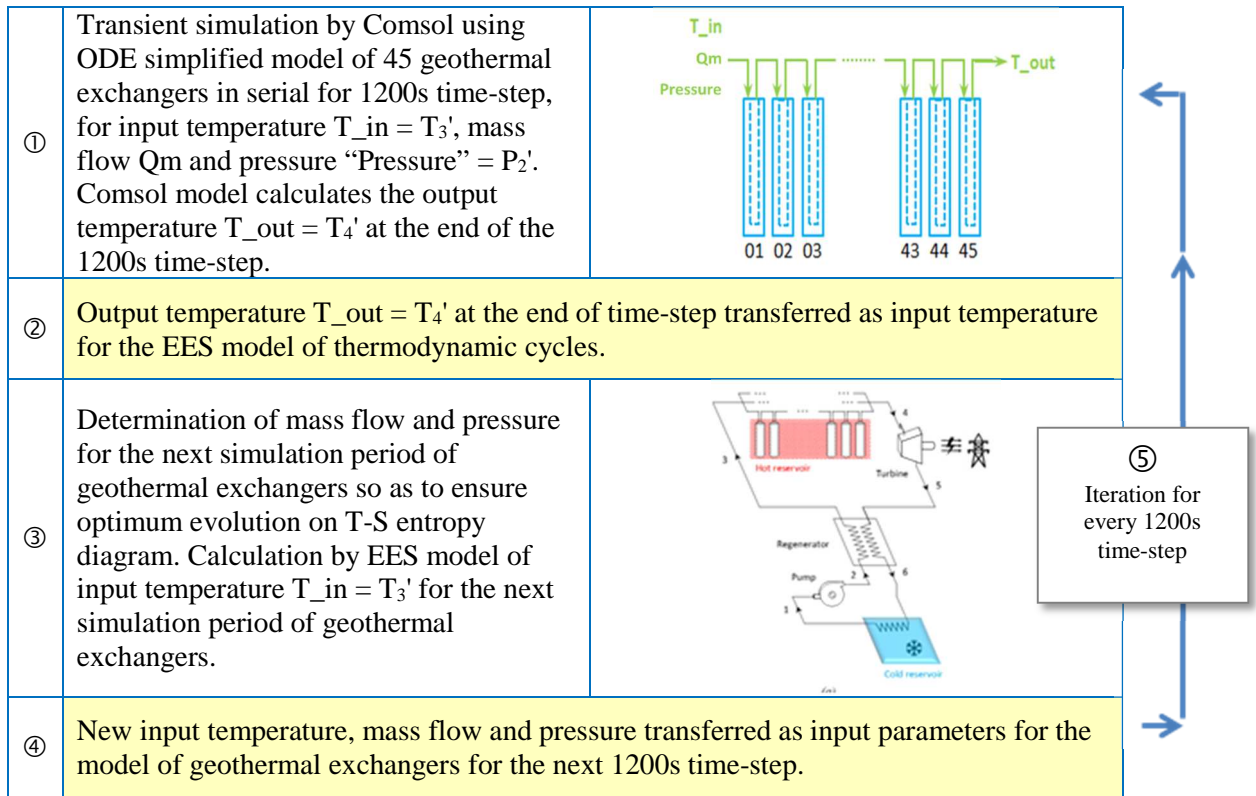 ①
Transient simulation by Comsol using
ODE simplified model of 45 geothermal
exchangers in serial for 1200s time-step,
for input temperature T_in = T₃', mass
flow Qm and pressure “Pressure” = P₂'.
Comsol model calculates the output
temperature T_out = T₄' at the end of the
1200s time-step.
T_in
Qm
........
T_out
Pressure
01 02 03
43 44 45
②
Output temperature T_out = T₄' at the end of time-step transferred as input temperature
for the EES model of thermodynamic cycles.
③
Determination of mass flow and pressure
for the next simulation period of
geothermal exchangers so as to ensure
optimum evolution on T-S entropy
diagram. Calculation by EES model of
input temperature T_in = T₃' for the next
simulation period of geothermal
exchangers.
...
...
...
4
3
Hot reservoir
Turbine
5
Regenerator
Pump
2
6
1
Cold reservoir
⑤
Iteration for
every 1200s
time-step
④
New input temperature, mass flow and pressure transferred as input parameters for the
model of geothermal exchangers for the next 1200s time-step.